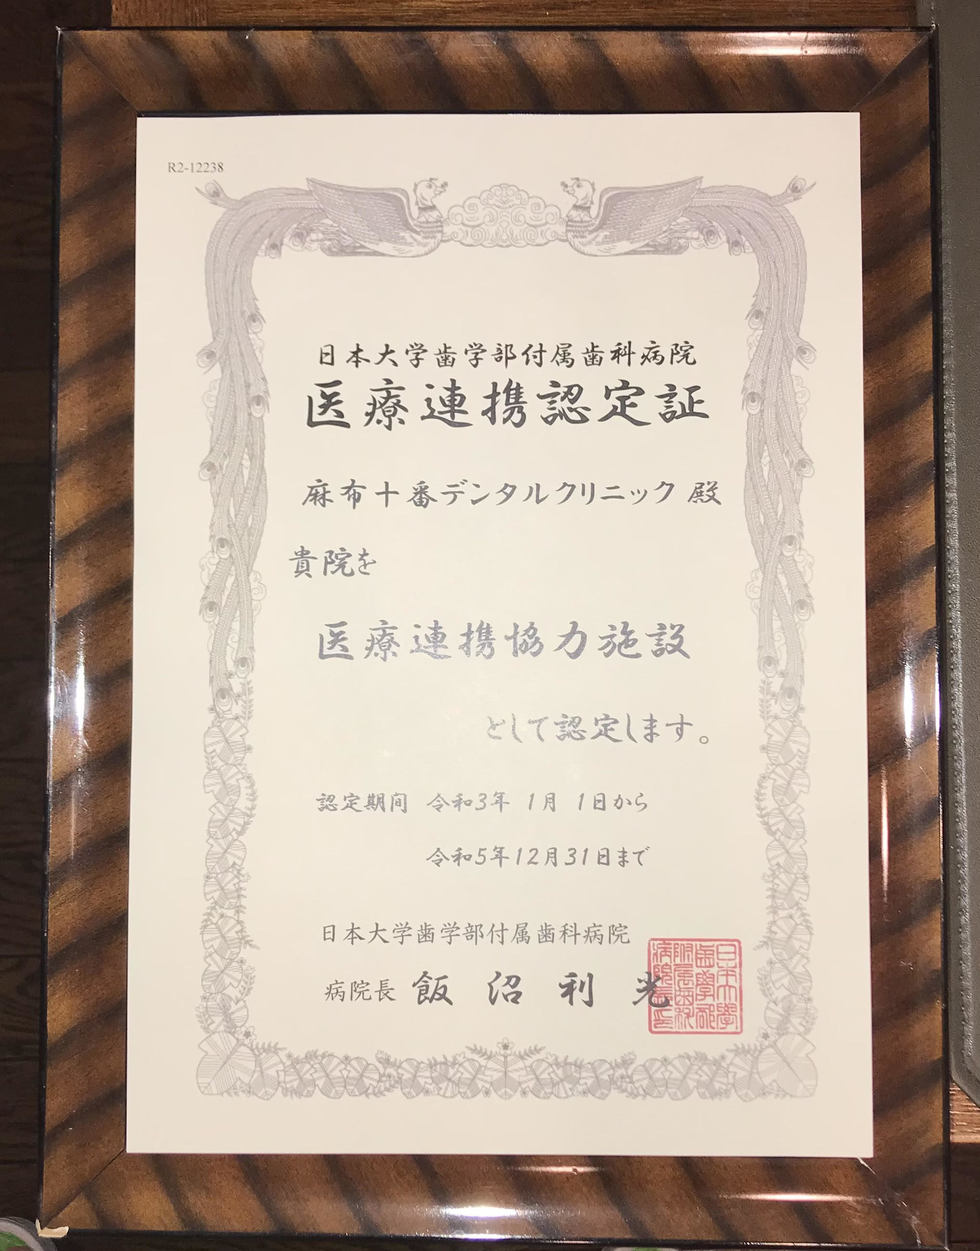 R2-12238
日本大学歯学部付属歯科病院
医療連携認定証
麻布十番デンタルクリニック 殿
貴院を
医療連携協力施設
として認定します。
認定期間 令和3年 1月 1日から
令和5年12月31日まで
日本大学歯学部付属歯科病院
病院長 飯沼利光